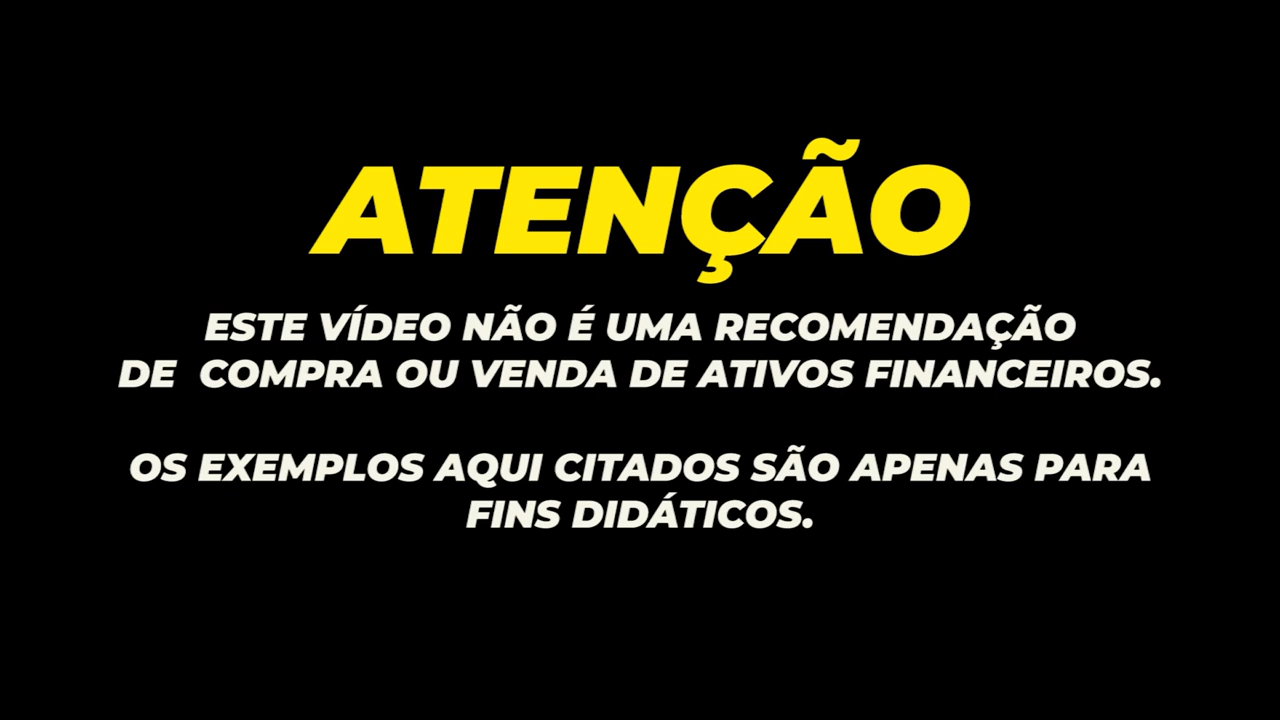 ATENÇÃO
ESTE VÍDEO NÃO É UMA RECOMENDAÇÃO
DE COMPRA OU VENDA DE ATIVOS FINANCEIROS.
OS EXEMPLOS AQUI CITADOS SÃO APENAS PARA
FINS DIDÁTICOS.